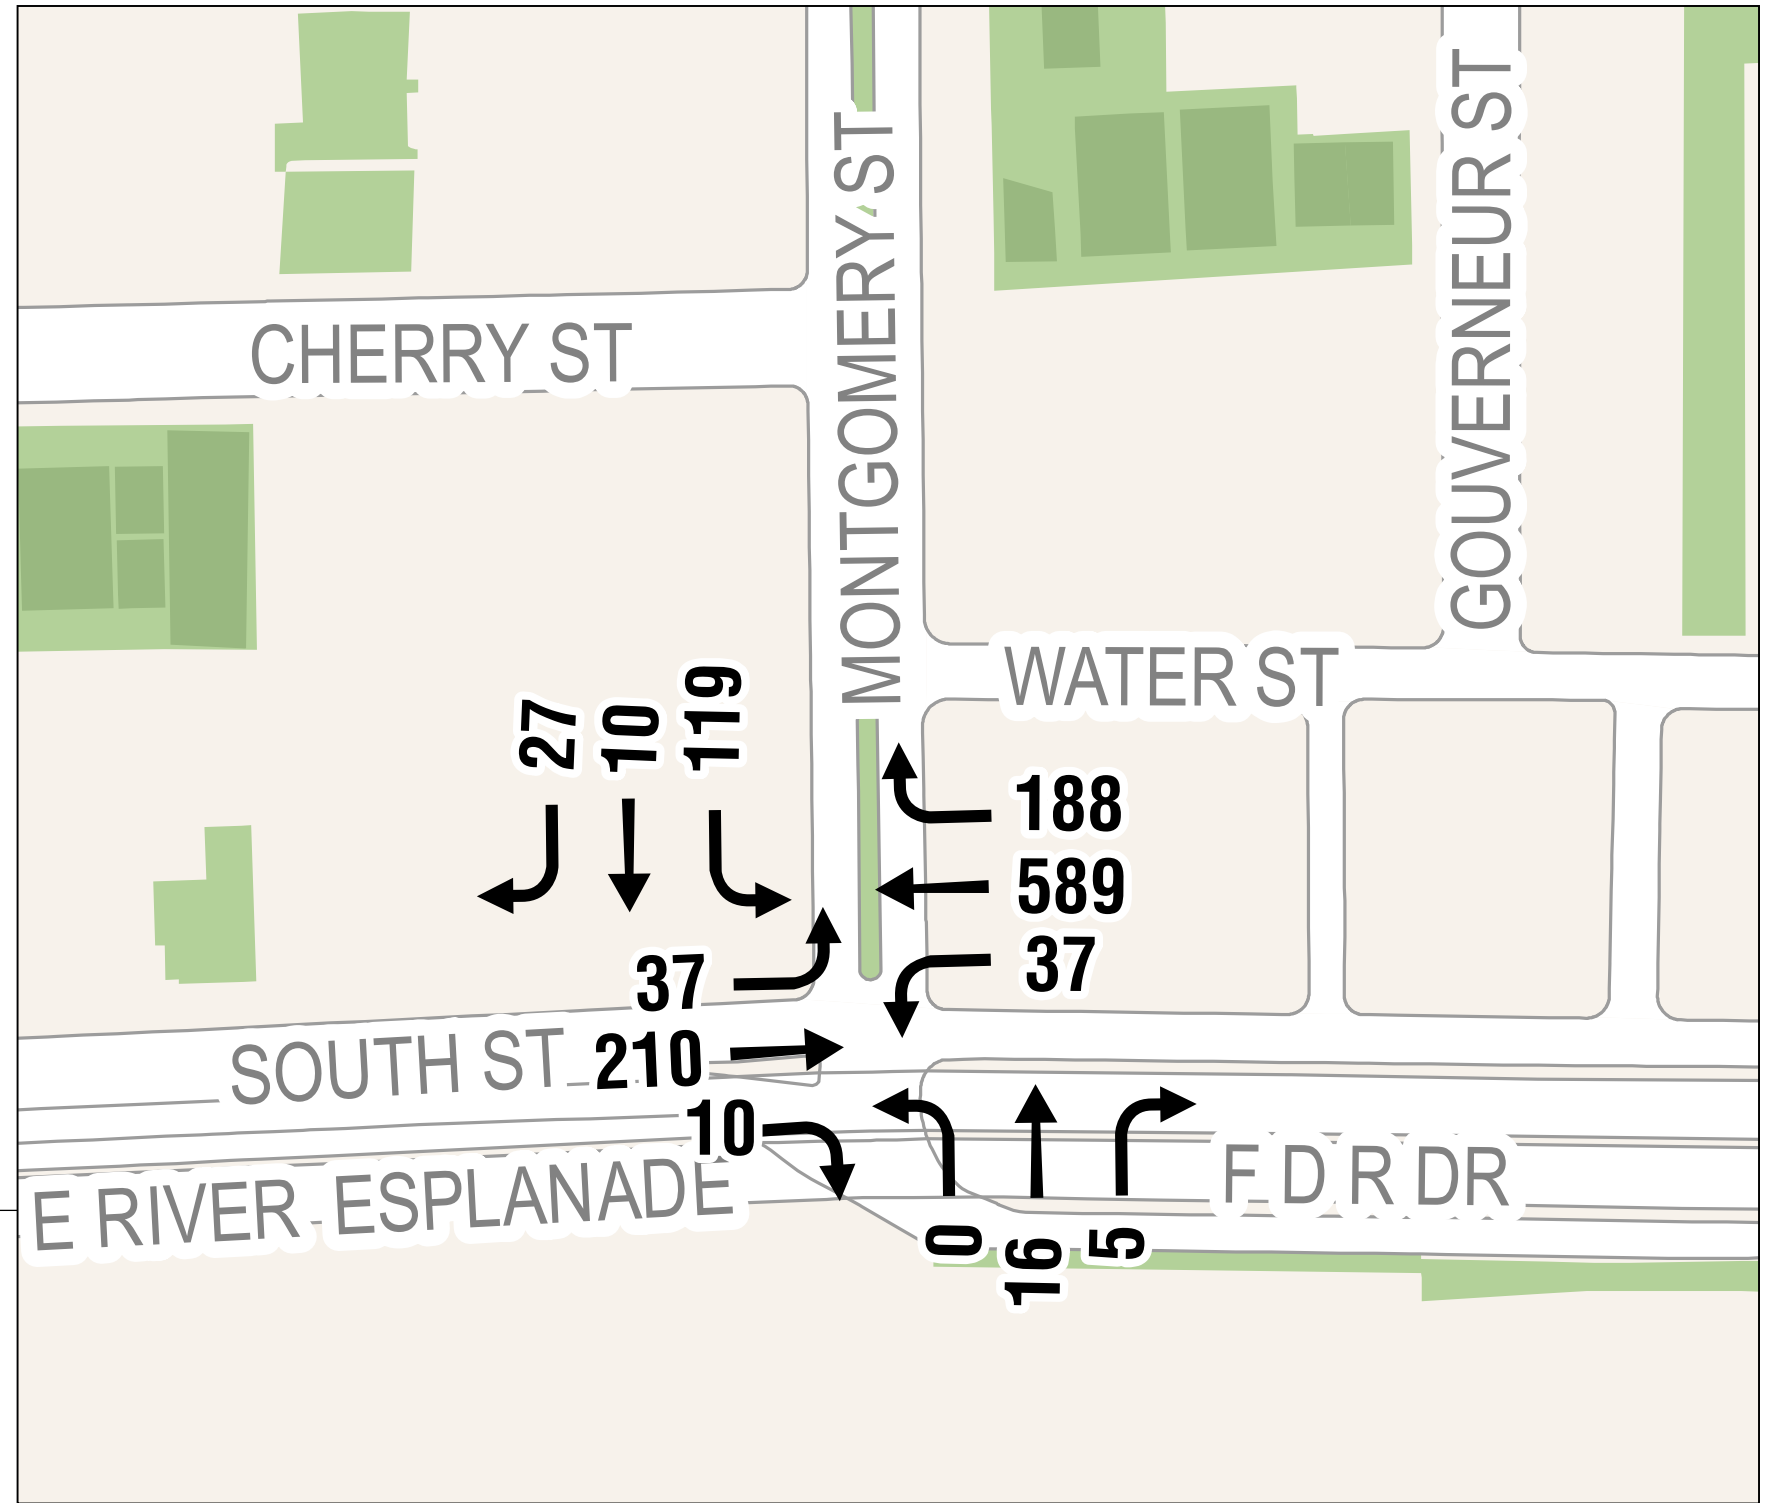 MONTGOMERY ST
GOUVERNEUR ST
CHERRY ST
WATER ST
27
10
119
188
589
37
37
210
10
SOUTH ST
E RIVER ESPLANADE
F D R DR
0
16
5